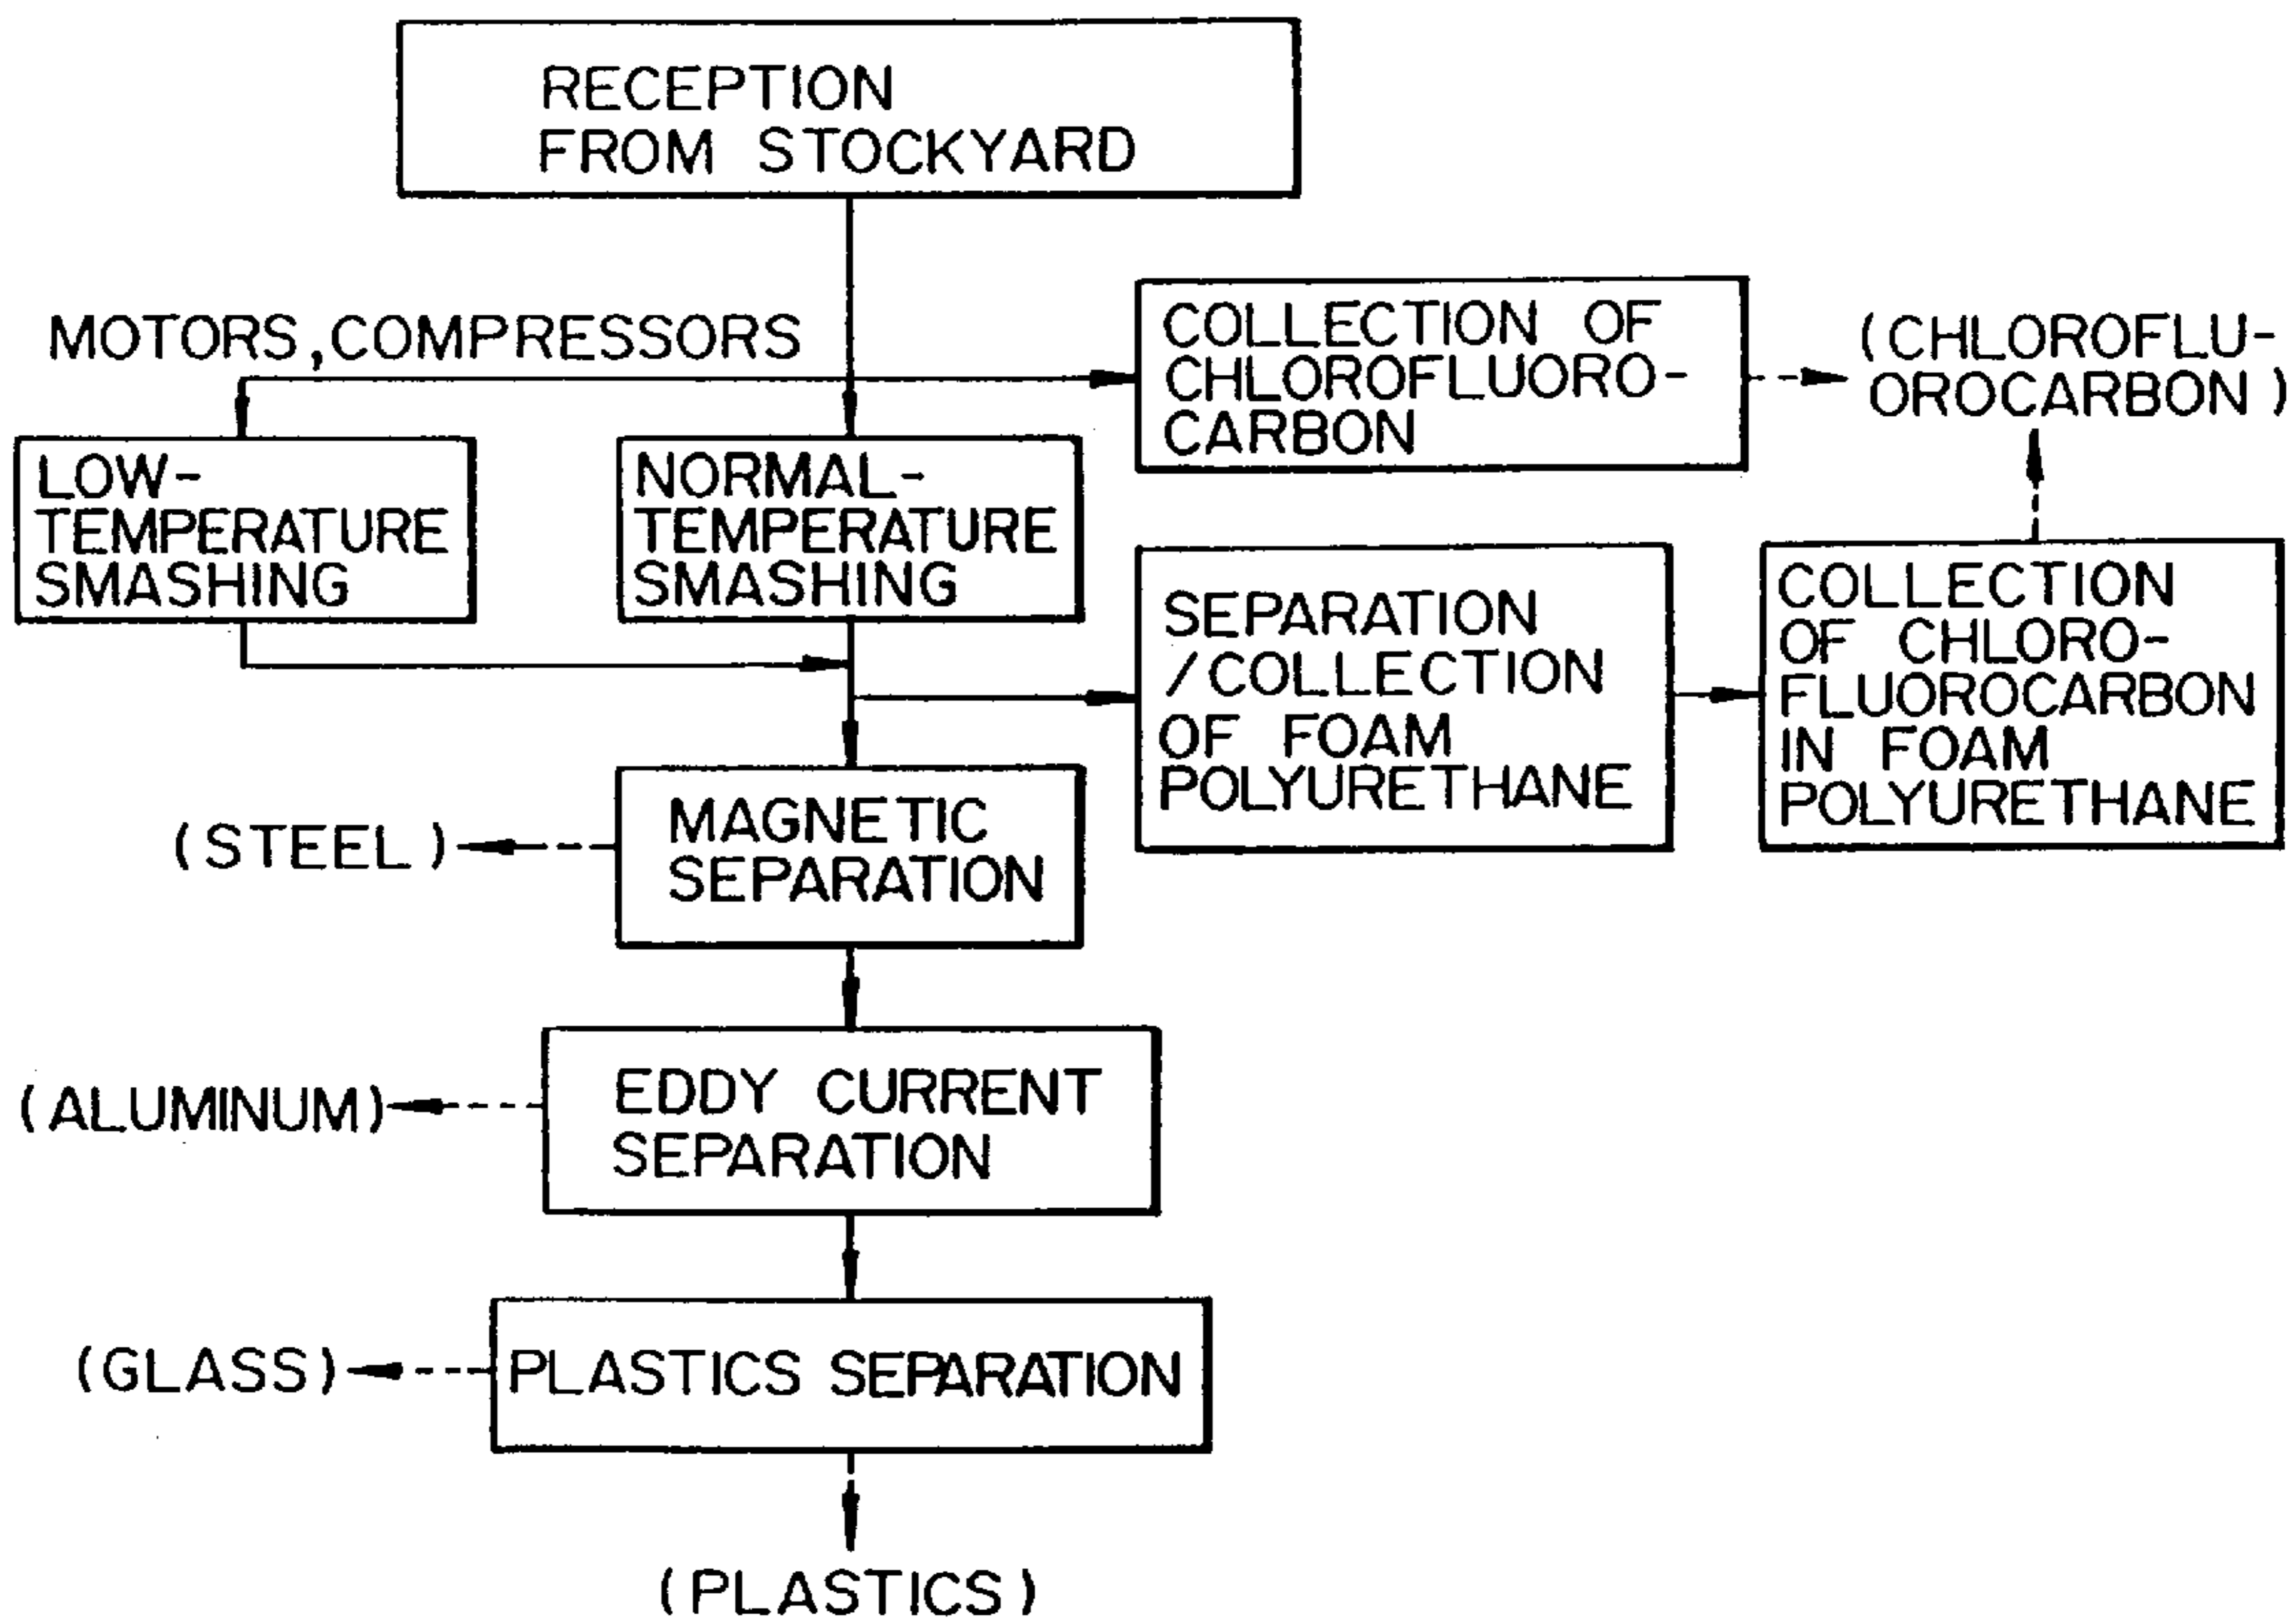 RECEPTION
FROM STOCKYARD
MOTORS, COMPRESSORS
COLLECTION OF
CHLOROFLUORO-
CARBON
(CHLOROFLU-
OROCARBON)
LOW-
TEMPERATURE
SMASHING
NORMAL-
TEMPERATURE
SMASHING
SEPARATION
/COLLECTION
OF FOAM
POLYURETHANE
COLLECTION
OF CHLORO-
FLUOROCARBON
IN FOAM
POLYURETHANE
(STEEL)
MAGNETIC
SEPARATION
(ALUMINUM)
EDDY CURRENT
SEPARATION
(GLASS)
PLASTICS SEPARATION
(PLASTICS)